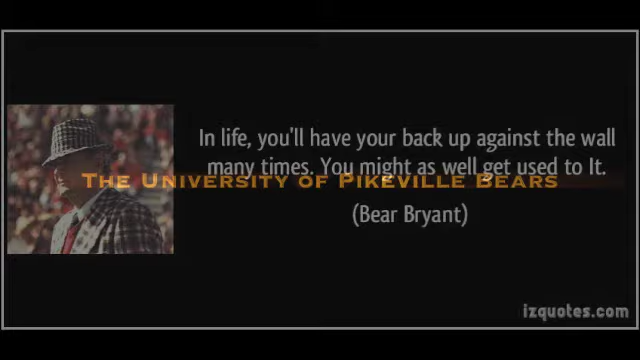 In life, you'll have your back up against the wall
many times. You might as well get used to It.
The University of Pikeville Bears
(Bear Bryant)
izquotes.com